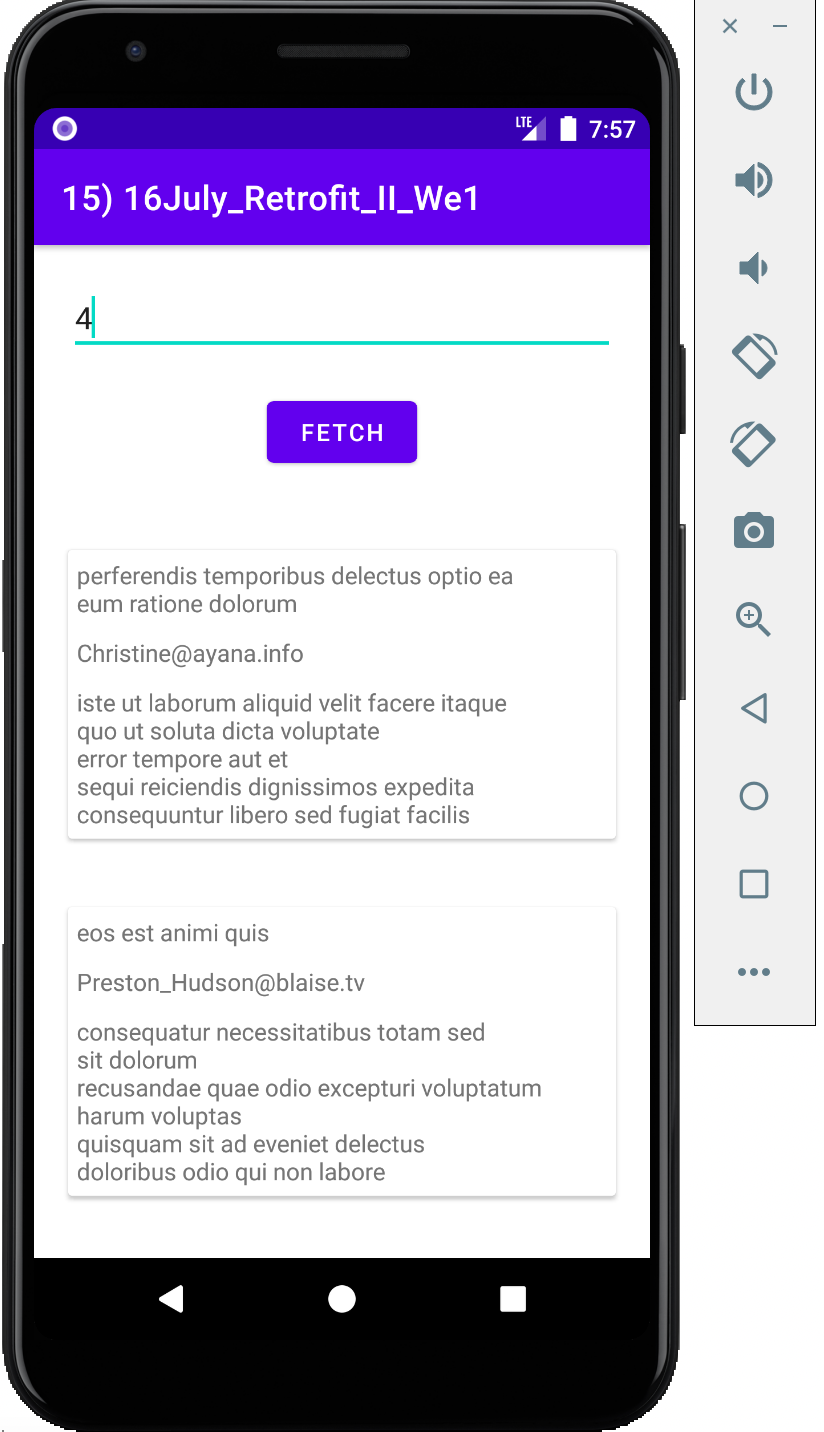 LTE 7:57
15) 16July_Retrofit_II_We1
4
FETCH
perferendis temporibus delectus optio ea
eum ratione dolorum
Christine@ayana.info
iste ut laborum aliquid velit facere itaque
quo ut soluta dicta voluptate
error tempore aut et
sequi reiciendis dignissimos expedita
consequuntur libero sed fugiat facilis
eos est animi quis
Preston_Hudson@blaise.tv
consequatur necessitatibus totam sed
sit dolorum
recusandae quae odio excepturi voluptatum
harum voluptas
quisquam sit ad eveniet delectus
doloribus odio qui non labore